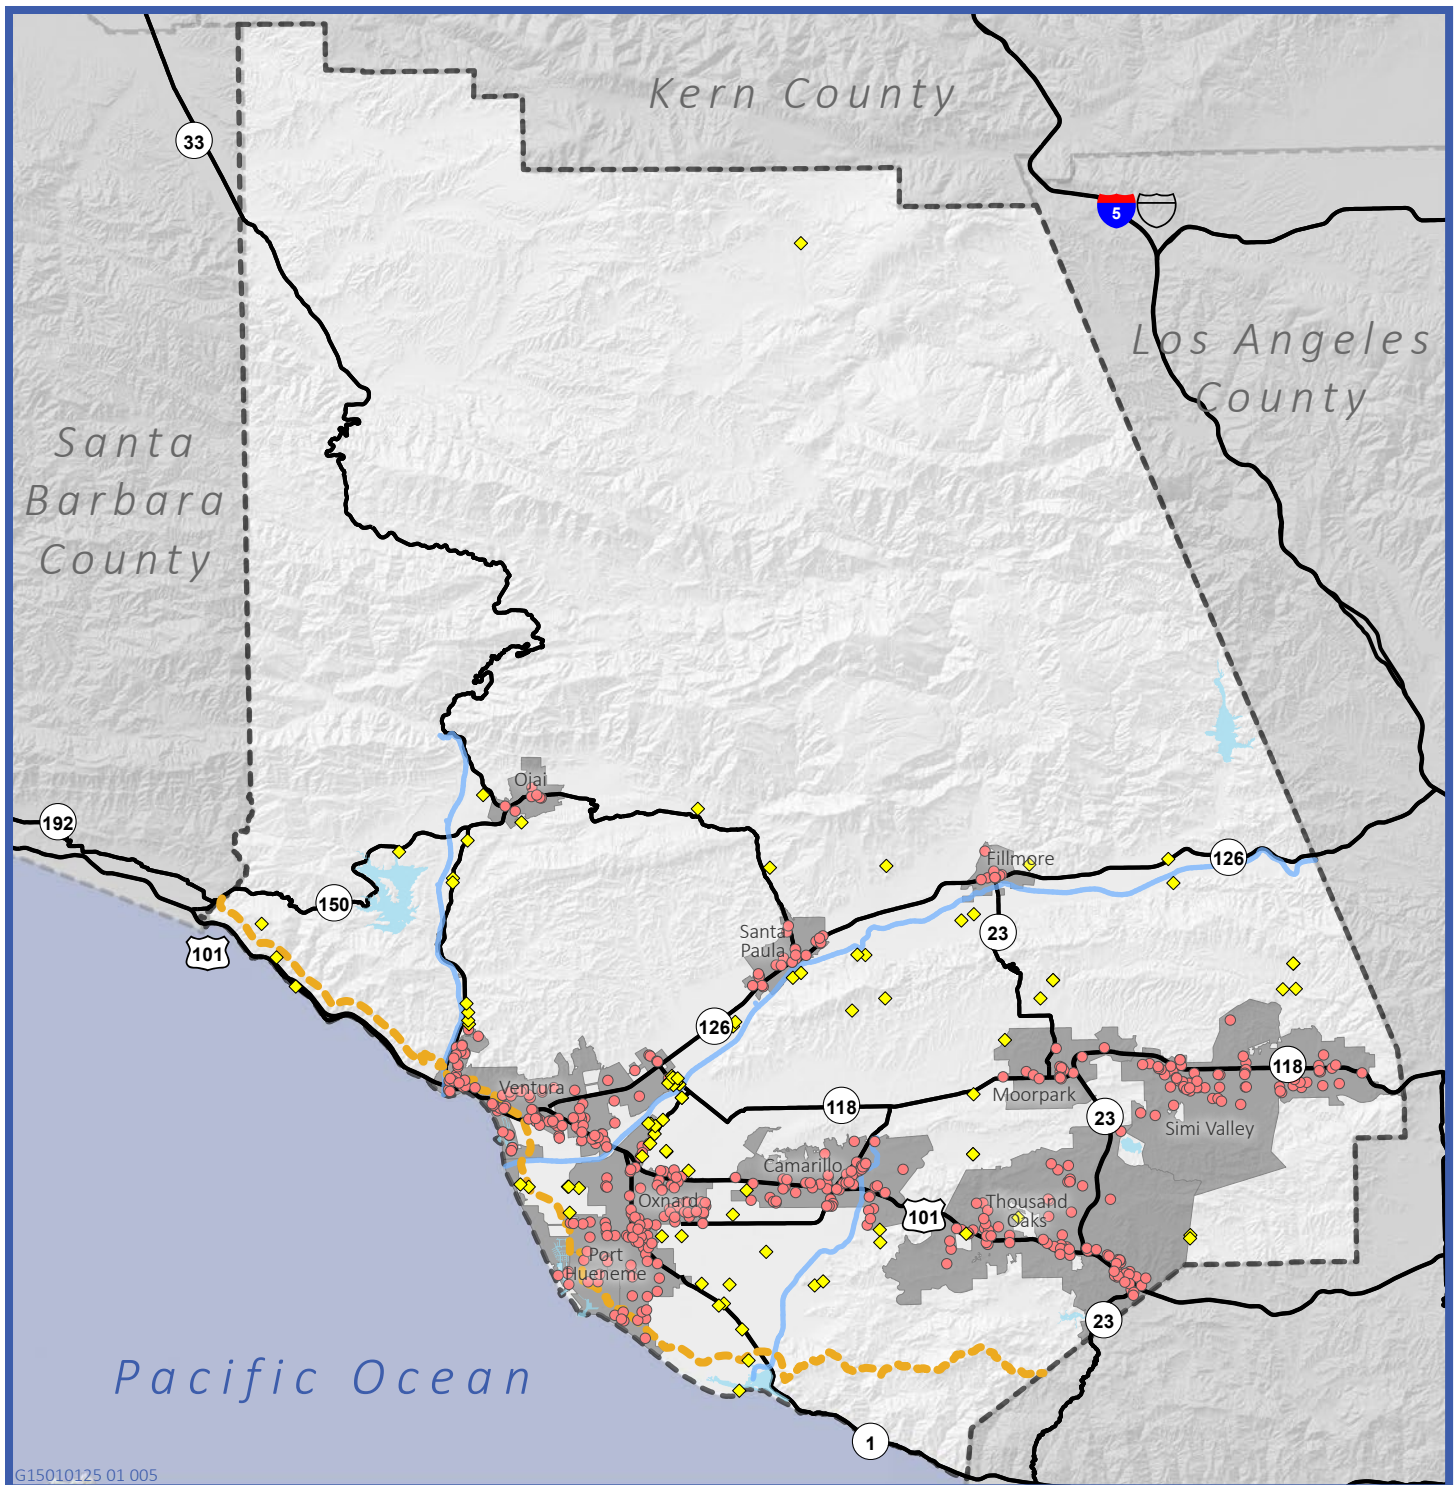 Kern County
33
5
Los Angeles
County
Santa
Barbara
County
Ojai
192
Fillmore
126
150
Santa
Paula
23
101
126
118
Ventura
Moorpark
118
23
Simi Valley
Camarillo
Oxnard
101
Thousand
Oaks
Port
Hueneme
23
Pacific Ocean
1
G15010125 01 005